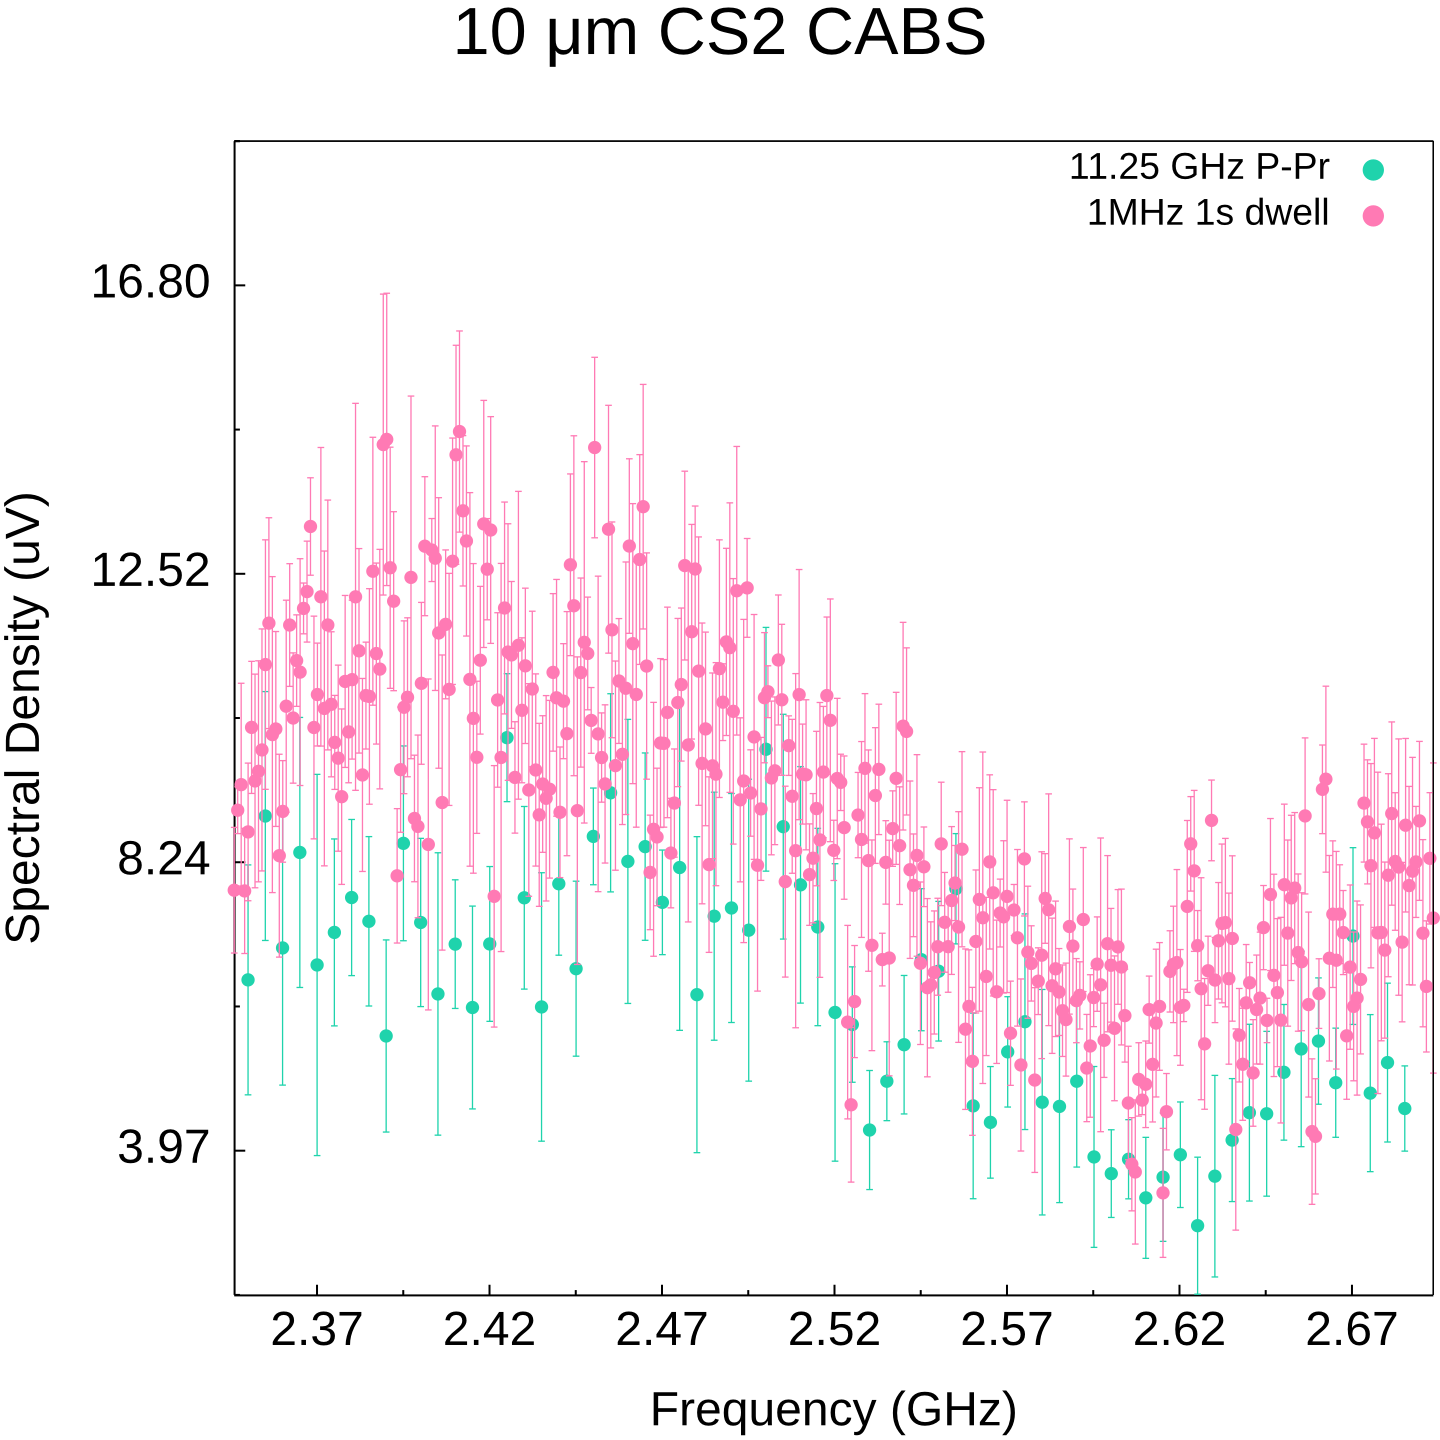 10 μm CS2 CABS
11.25 GHz P-Pr
1MHz 1s dwell
16.80
12.52
8.24
3.97
Spectral Density (uV)
2.37 2.42 2.47 2.52 2.57 2.62 2.67
Frequency (GHz)